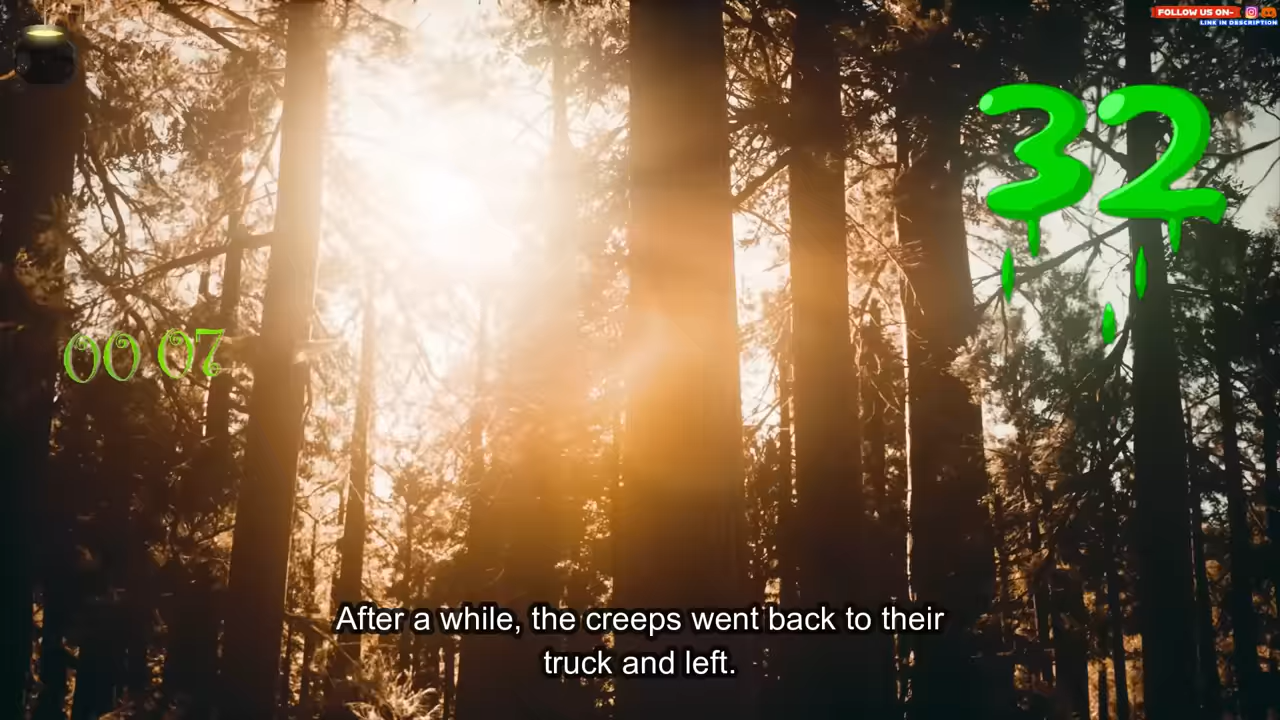 FOLLOW US ON-
LINK IN DESCRIPTION
32
00 07
After a while, the creeps went back to their
truck and left.